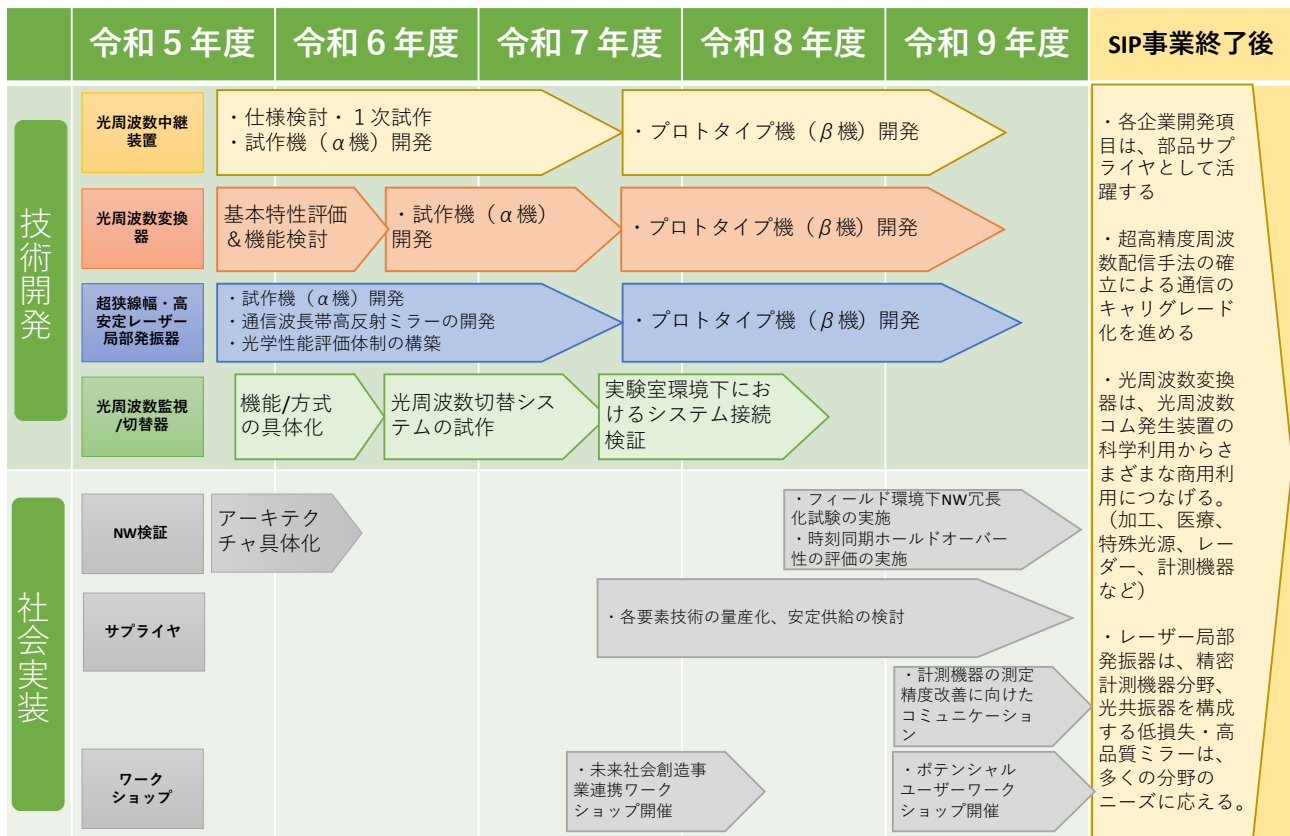 令和５年度
令和６年度
令和７年度
令和８年度
令和９年度
SIP事業終了後
技術開発
光周波数中継
装置
・仕様検討・１次試作
・試作機（α機）開発
・プロトタイプ機（β機）開発
光周波数変換
器
基本特性評価
＆機能検討
・試作機（α機）
開発
・プロトタイプ機（β機）開発
超狭線幅・高
安定レーザー
局部発振器
・試作機（α機）開発
・通信波長帯高反射ミラーの開発
・光学性能評価体制の構築
・プロトタイプ機（β機）開発
光周波数監視
/切替器
機能/方式
の具体化
光周波数切替シス
テムの試作
実験室環境下にお
けるシステム接続
検証
社会実装
NW検証
アーキテク
チャ具体化
・フィールド環境下NW冗長
化試験の実施
・時刻同期ホールドオーバー
性の評価の実施
サプライヤ
・各要素技術の量産化、安定供給の検討
・計測機器の測定
精度改善に向けた
コミュニケーショ
ン
ワーク
ショップ
・未来社会創造事
業連携ワーク
ショップ開催
・ポテンシャル
ユーザーワーク
ショップ開催
・各企業開発項
目は、部品サプ
ライヤとして活
躍する
・超高精度周波
数配信手法の確
立による通信の
キャリグレード
化を進める
・光周波数変換
器は、光周波数
コム発生装置の
科学利用からさ
まざまな商用利
用につなげる。
（加工、医療、
特殊光源、レー
ダー、計測機器
など）
・レーザー局部
発振器は、精密
計測機器分野、
光共振器を構成
する低損失・高
品質ミラーは、
多くの分野の
ニーズに応える。